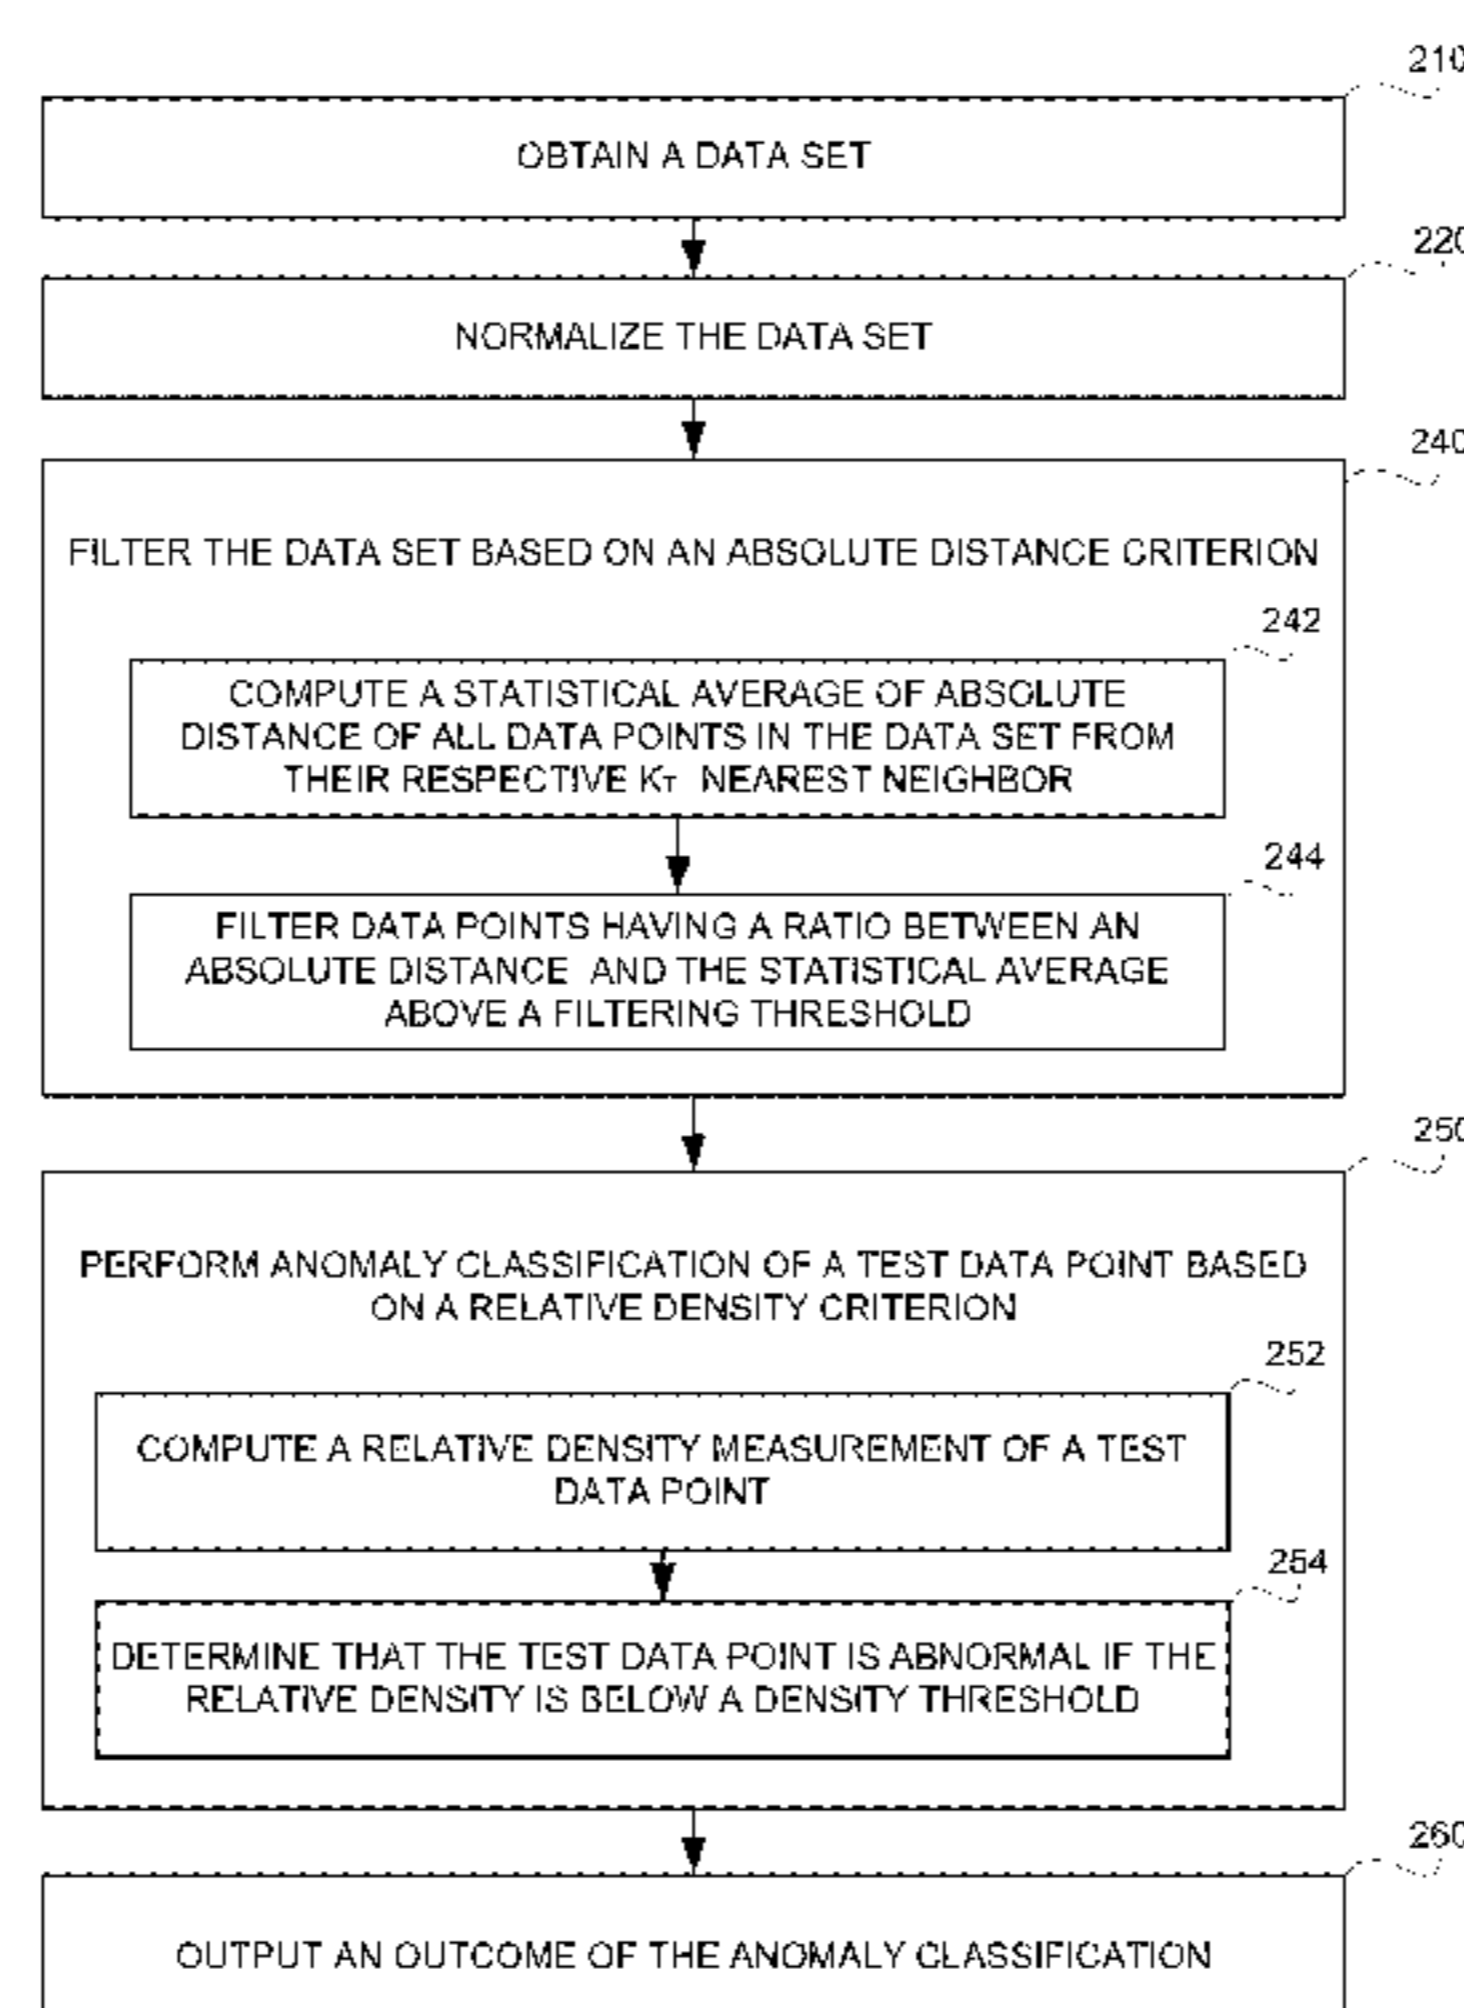 210
OBTAIN A DATA SET
220
NORMALIZE THE DATA SET
240
FILTER THE DATA SET BASED ON AN ABSOLUTE DISTANCE CRITERION
242
COMPUTE A STATISTICAL AVERAGE OF ABSOLUTE
DISTANCE OF ALL DATA POINTS IN THE DATA SET FROM
THEIR RESPECTIVE KT NEAREST NEIGHBOR
244
FILTER DATA POINTS HAVING A RATIO BETWEEN AN
ABSOLUTE DISTANCE AND THE STATISTICAL AVERAGE
ABOVE A FILTERING THRESHOLD
250
PERFORM ANOMALY CLASSIFICATION OF A TEST DATA POINT BASED
ON A RELATIVE DENSITY CRITERION
252
COMPUTE A RELATIVE DENSITY MEASUREMENT OF A TEST
DATA POINT
254
DETERMINE THAT THE TEST DATA POINT IS ABNORMAL IF THE
RELATIVE DENSITY IS BELOW A DENSITY THRESHOLD
260
OUTPUT AN OUTCOME OF THE ANOMALY CLASSIFICATION